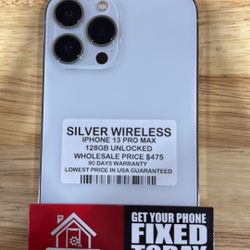 SILVER WIRELESS
IPHONE 13 PRO MAX
128GB UNLOCKED
WHOLESALE PRICE $475
90 DAYS WARRANTY
LOWEST PRICE IN USA GUARANTEED
GET YOUR PHONE
FIXED
TODAY